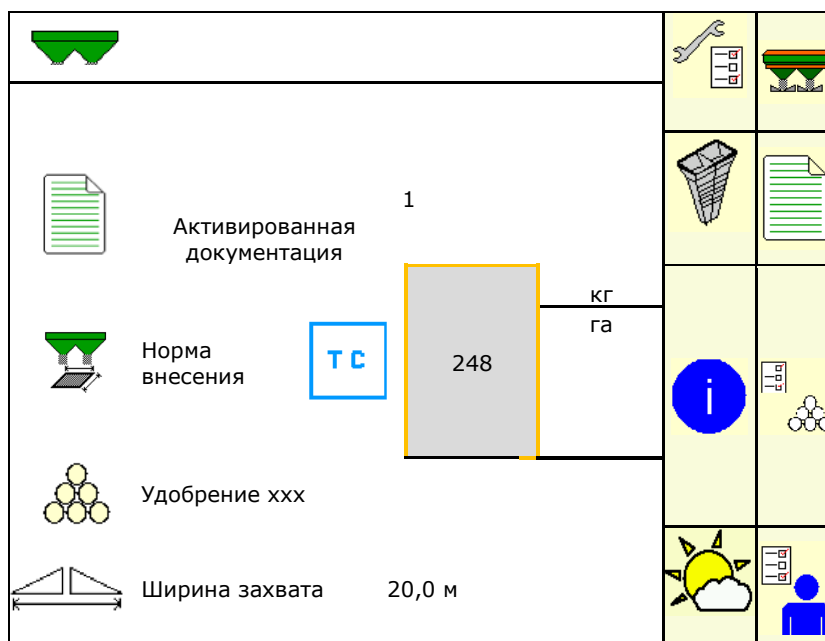 1
Активированная
документация
кг
га
Норма
внесения
TC
248
i
Удобрение xxx
Ширина захвата 20,0 м